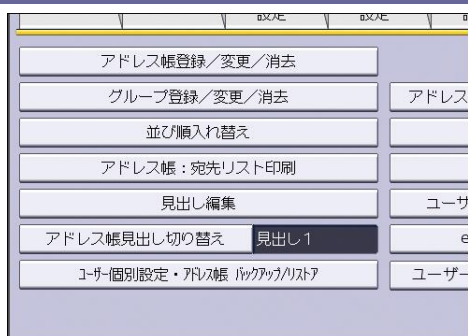 設定
アドレス帳登録／変更／消去
グループ登録／変更／消去
アドレス
並び順入れ替え
アドレス帳：宛先リスト印刷
見出し編集
ユーザ
アドレス帳見出し切り替え 見出し1
e
ユーザー個別設定・アドレス帳 バックアップ/リストア
ユーザー